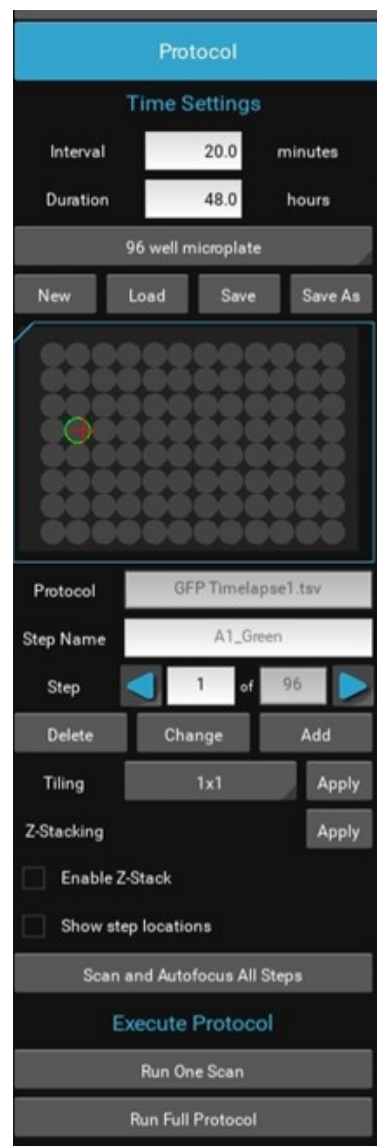 Protocol
Time Settings
Interval 20.0 minutes
Duration 48.0 hours
96 well microplate
New Load Save Save As
Protocol GFP Timelapse1.tsv
Step Name A1_Green
Step 1 of 96
Delete Change Add
Tiling 1x1 Apply
Z-Stacking Apply
Enable Z-Stack
Show step locations
Scan and Autofocus All Steps
Execute Protocol
Run One Scan
Run Full Protocol